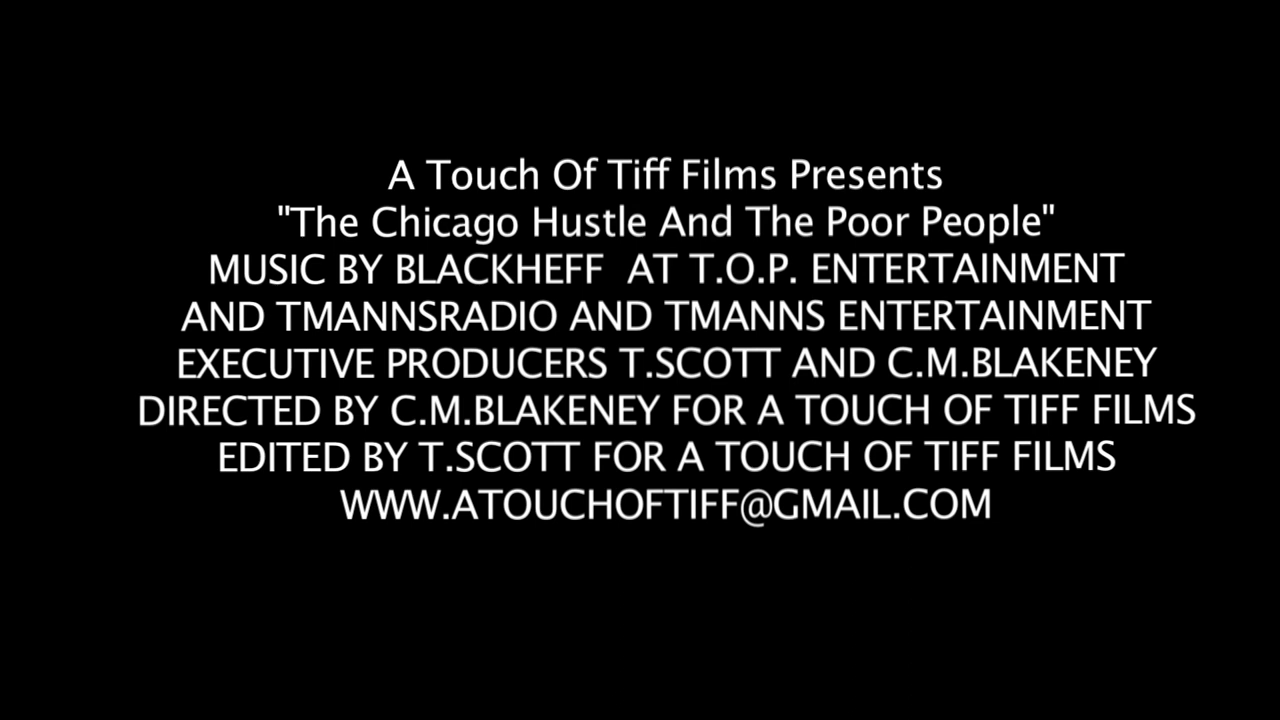 A Touch Of Tiff Films Presents
"The Chicago Hustle And The Poor People"
MUSIC BY BLACKHEFF  AT T.O.P. ENTERTAINMENT
AND TMANNSRADIO AND TMANNS ENTERTAINMENT
EXECUTIVE PRODUCERS T.SCOTT AND C.M.BLAKENEY
DIRECTED BY C.M.BLAKENEY FOR A TOUCH OF TIFF FILMS
EDITED BY T.SCOTT FOR A TOUCH OF TIFF FILMS
WWW.ATOUCHOFTIFF@GMAIL.COM